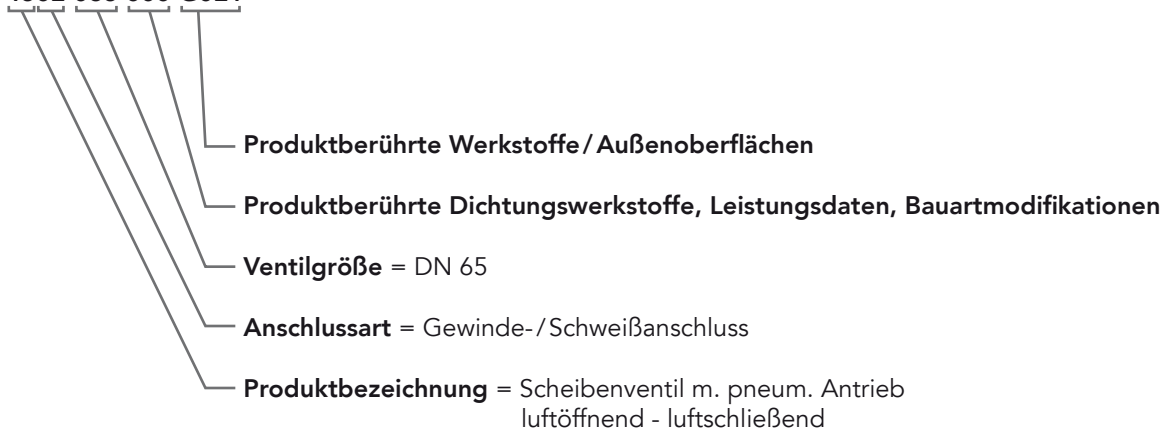 Produktberührte Werkstoffe/Außenoberflächen
Produktberührte Dichtungswerkstoffe, Leistungsdaten, Bauartmodifikationen
Ventilgröße = DN 65
Anschlussart = Gewinde-/Schweißanschluss
Produktbezeichnung = Scheibenventil m. pneum. Antrieb
luftöffnend - luftschließend